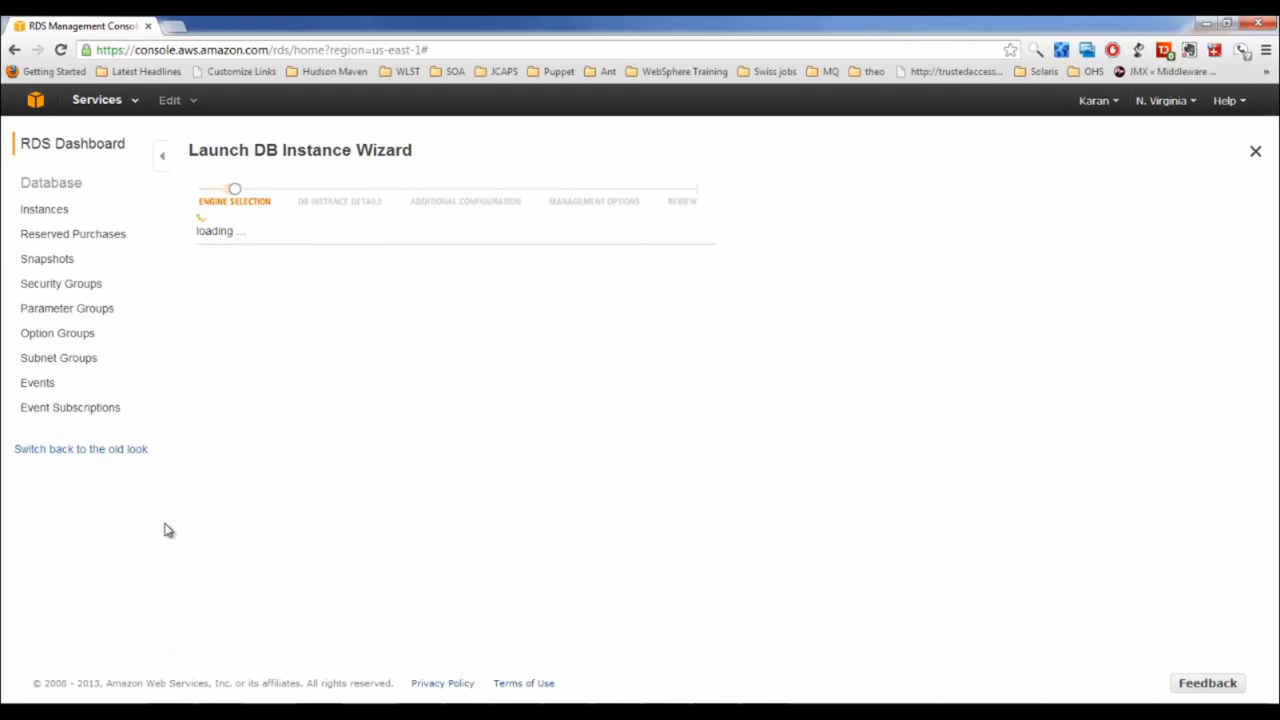 RDS Management Consol
https://console.aws.amazon.com/rds/home?region=us-east-1#
Getting Started Latest Headlines Customize Links Hudson Maven WLST SOA JCAPS Puppet Ant WebSphere Training Swiss jobs MQ theo http://trustedaccess... Solaris OHS JMX « Middleware ... »
Services Edit Karan N. Virginia Help
RDS Dashboard
Database
Instances
Reserved Purchases
Snapshots
Security Groups
Parameter Groups
Option Groups
Subnet Groups
Events
Event Subscriptions
Switch back to the old look
Launch DB Instance Wizard
ENGINE SELECTION DB INSTANCE DETAILS ADDITIONAL CONFIGURATION MANAGEMENT OPTIONS REVIEW
loading ...
© 2008 - 2013, Amazon Web Services, Inc. or its affiliates. All rights reserved. Privacy Policy Terms of Use Feedback